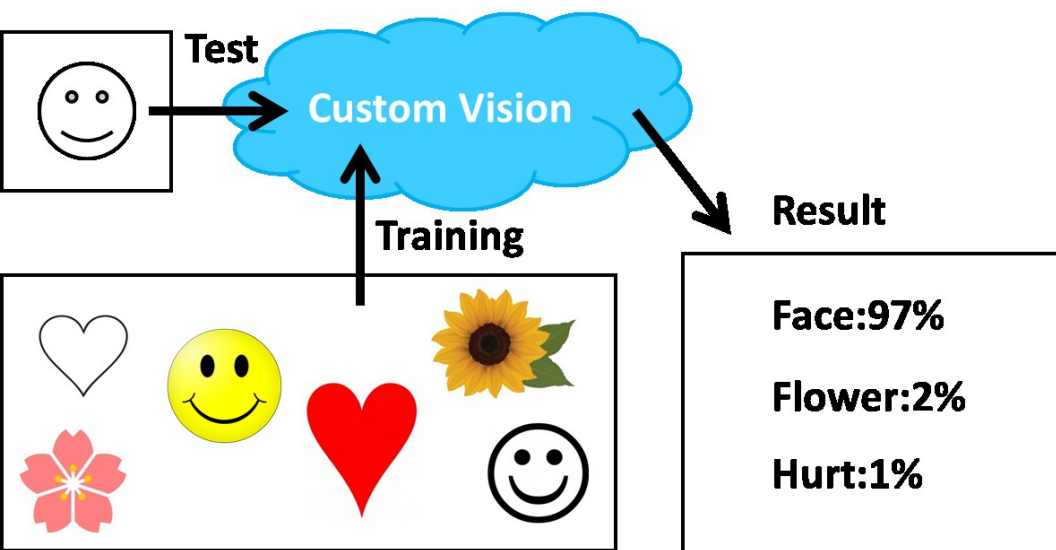 Test
Custom Vision
Training
Result
Face:97%
Flower:2%
Hurt:1%